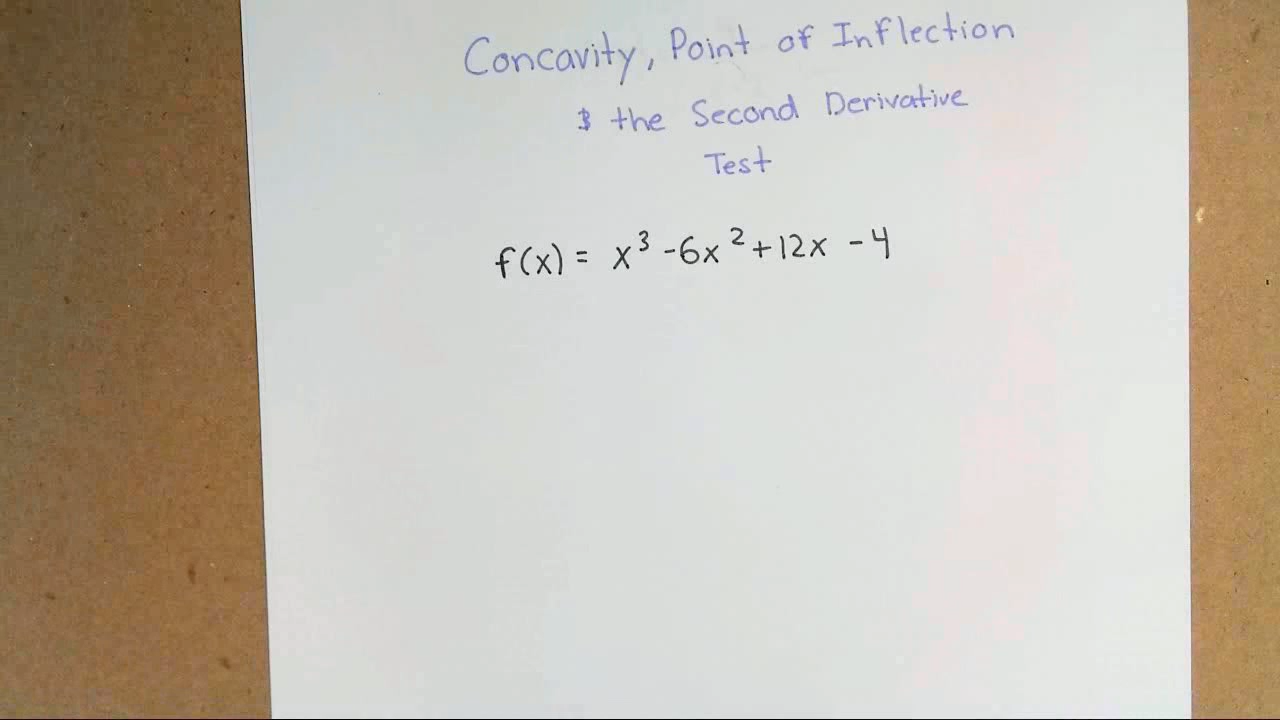 Concavity, Point of Inflection
& the Second Derivative
Test
f(x) = x³ -6x² +12x -4